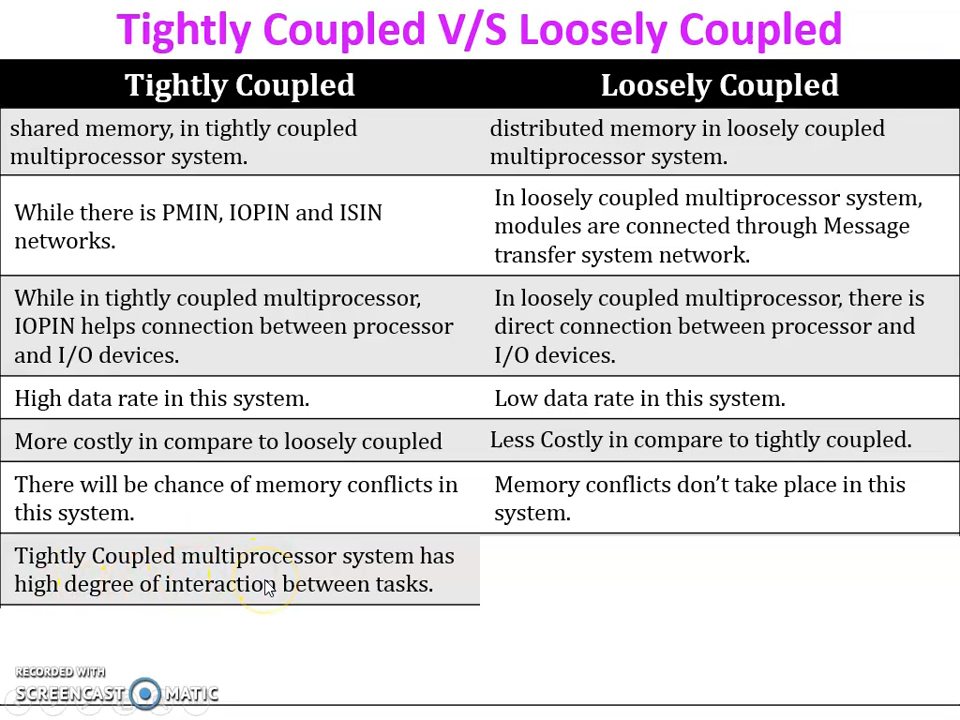 Tightly Coupled V/S Loosely Coupled
Tightly Coupled
Loosely Coupled
shared memory, in tightly coupled
multiprocessor system.
distributed memory in loosely coupled
multiprocessor system.
While there is PMIN, IOPIN and ISIN
networks.
In loosely coupled multiprocessor system,
modules are connected through Message
transfer system network.
While in tightly coupled multiprocessor,
IOPIN helps connection between processor
and I/O devices.
In loosely coupled multiprocessor, there is
direct connection between processor and
I/O devices.
High data rate in this system.
Low data rate in this system.
More costly in compare to loosely coupled
Less Costly in compare to tightly coupled.
There will be chance of memory conflicts in
this system.
Memory conflicts don’t take place in this
system.
Tightly Coupled multiprocessor system has
high degree of interaction between tasks.
RECORDED WITH
SCREENCAST MATIC